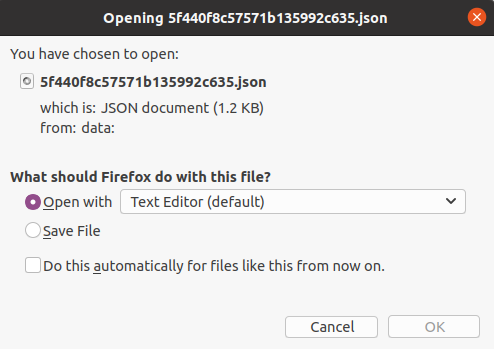 Opening 5f440f8c57571b135992c635.json
You have chosen to open:
5f440f8c57571b135992c635.json
which is: JSON document (1.2 KB)
from: data:
What should Firefox do with this file?
Open with Text Editor (default)
Save File
Do this automatically for files like this from now on.
Cancel OK